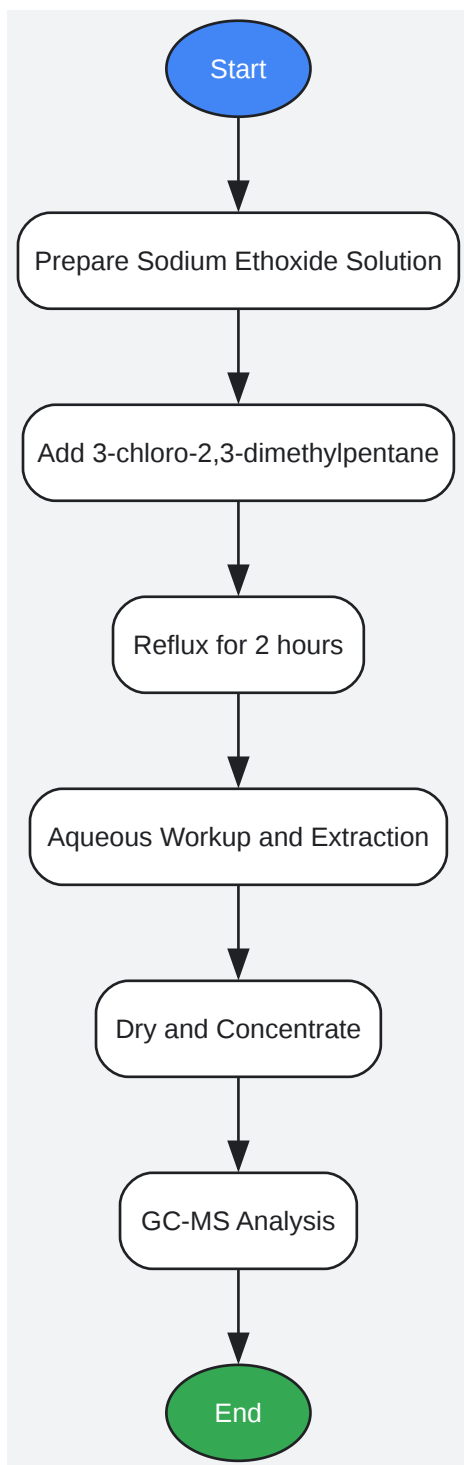 Start
Prepare Sodium Ethoxide Solution
Add 3-chloro-2,3-dimethylpentane
Reflux for 2 hours
Aqueous Workup and Extraction
Dry and Concentrate
GC-MS Analysis
End